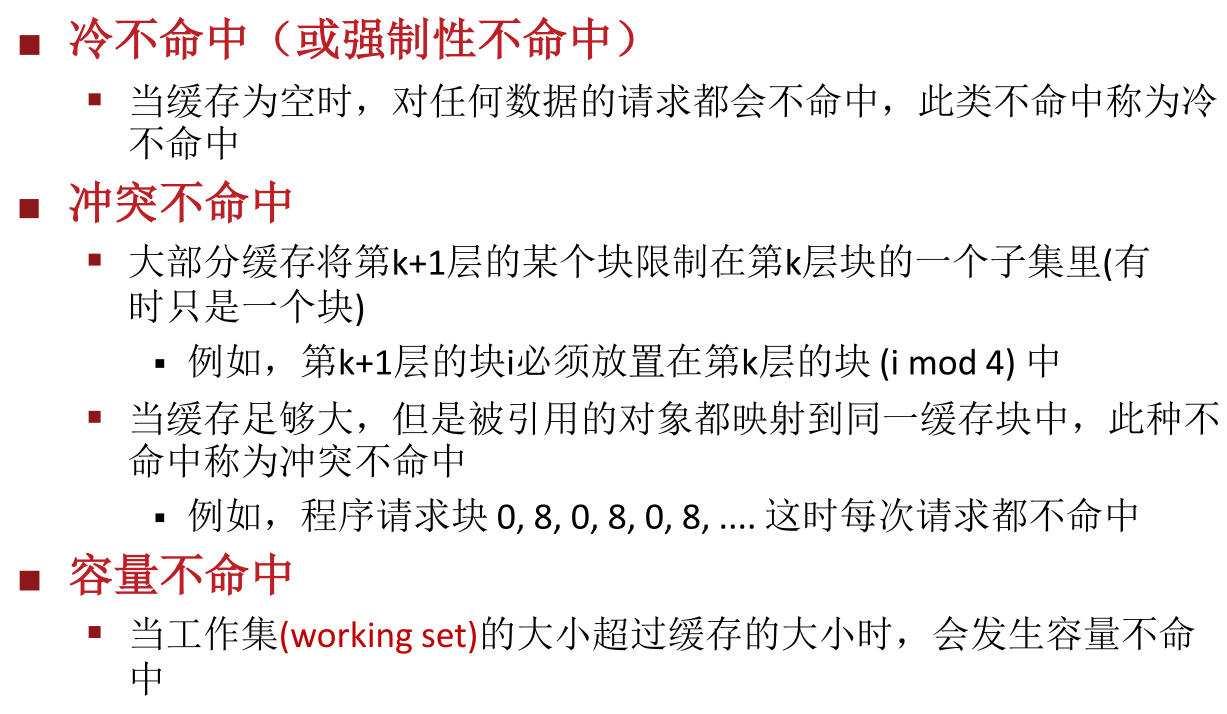 冷不命中（或强制性不命中）
当缓存为空时，对任何数据的请求都会不命中，此类不命中称为冷
不命中
冲突不命中
大部分缓存将第k+1层的某个块限制在第k层块的一个子集里(有
时只是一个块)
例如，第k+1层的块i必须放置在第k层的块 (i mod 4) 中
当缓存足够大，但是被引用的对象都映射到同一缓存块中，此种不
命中称为冲突不命中
例如，程序请求块 0, 8, 0, 8, 0, 8, .... 这时每次请求都不命中
容量不命中
当工作集(working set)的大小超过缓存的大小时，会发生容量不命
中